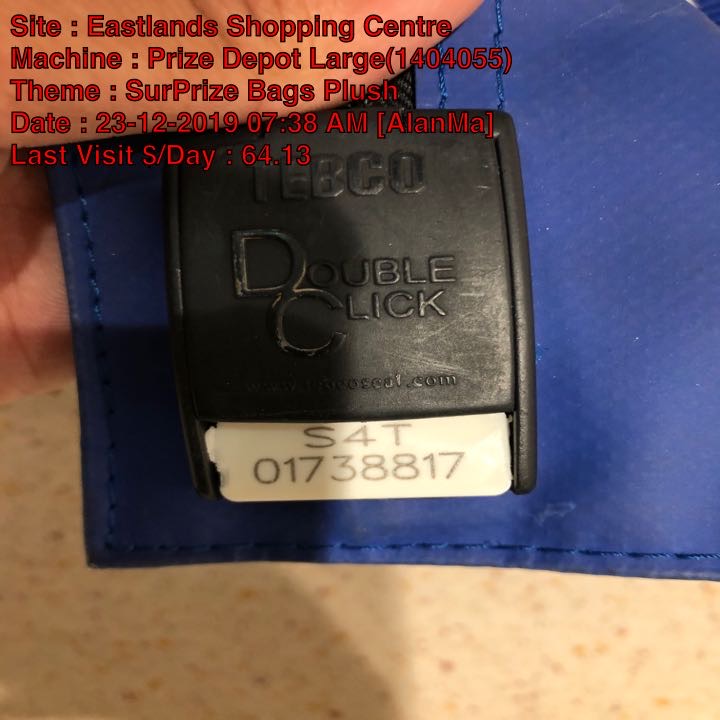 Site : Eastlands Shopping Centre
Machine : Prize Depot Large(1404055)
Theme : SurPrize Bags Plush
Date : 23-12-2019 07:38 AM [AlanMa]
Last Visit S/Day : 64.13
TEBCO
DOUBLE
CLICK
S4T
01738817